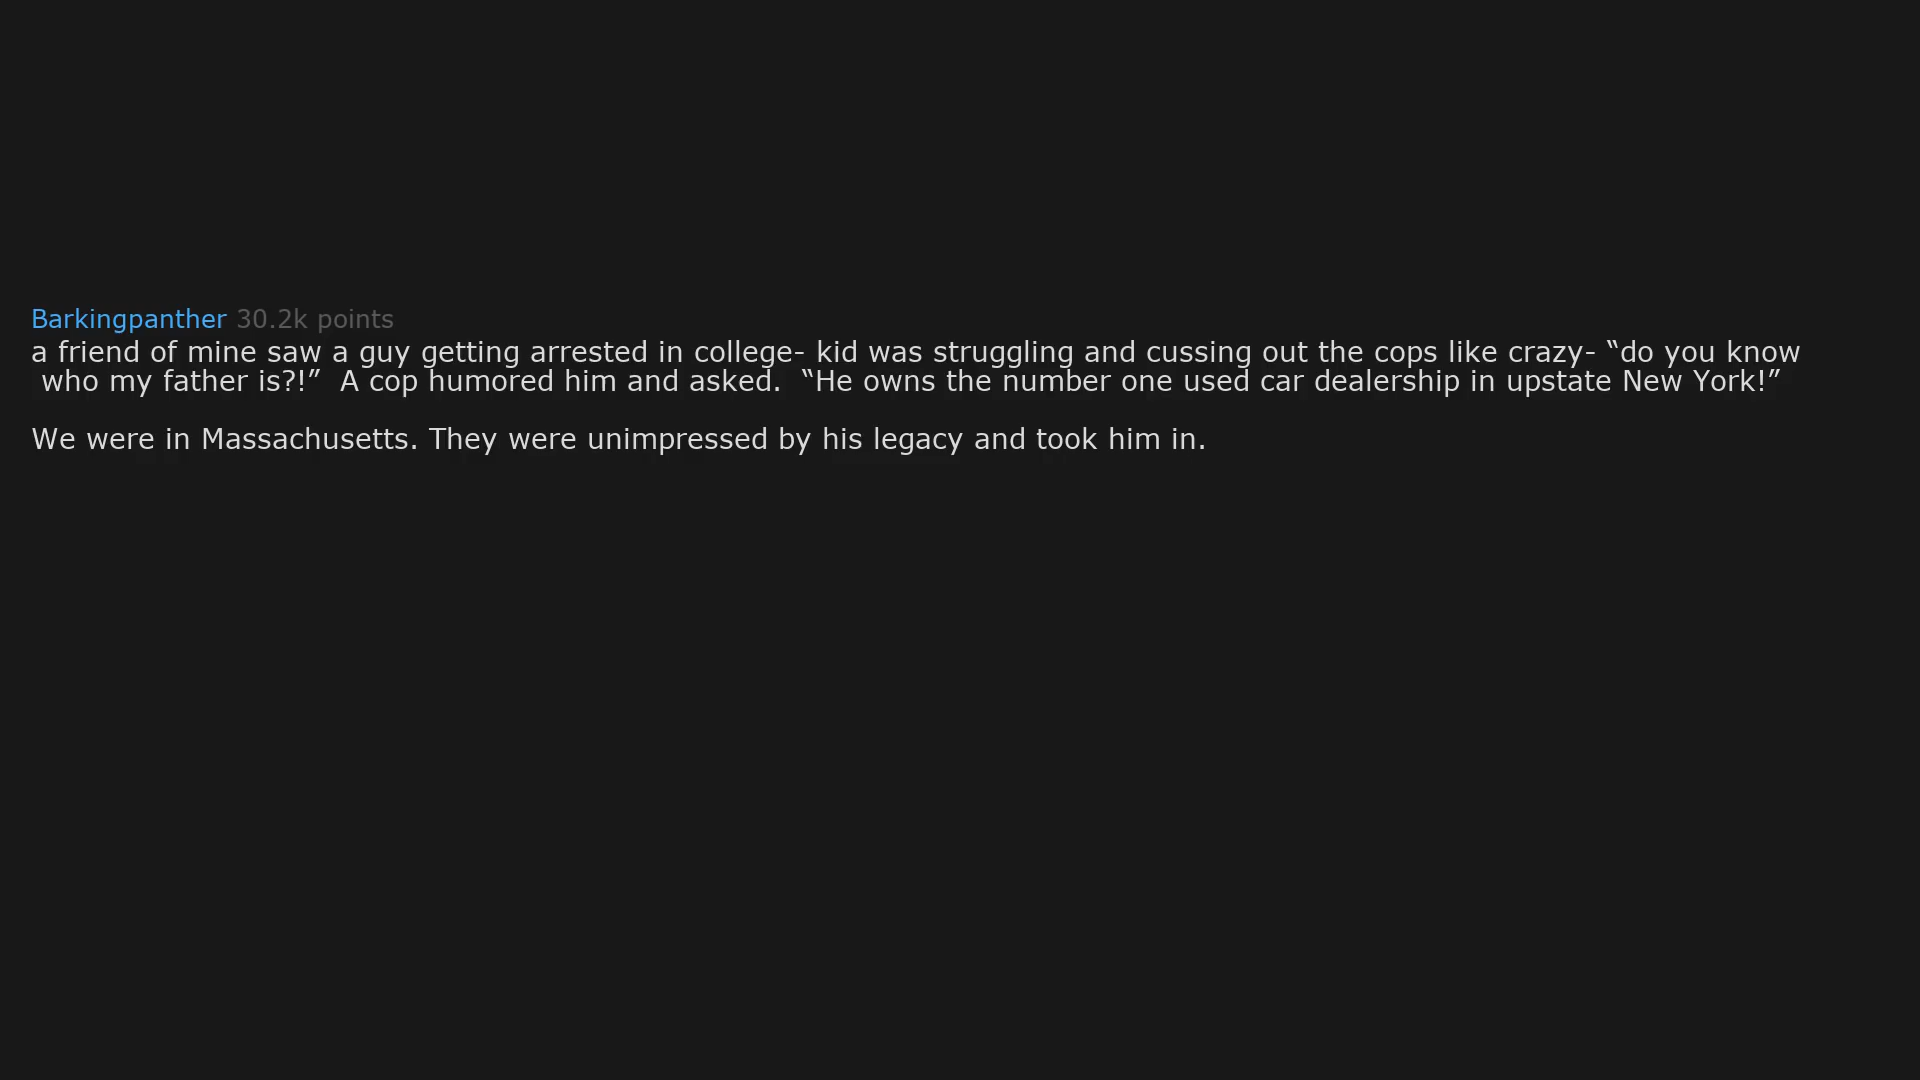 Barkingpanther 30.2k points
a friend of mine saw a guy getting arrested in college- kid was struggling and cussing out the cops like crazy- “do you know
who my father is?!”  A cop humored him and asked.  “He owns the number one used car dealership in upstate New York!”
We were in Massachusetts. They were unimpressed by his legacy and took him in.